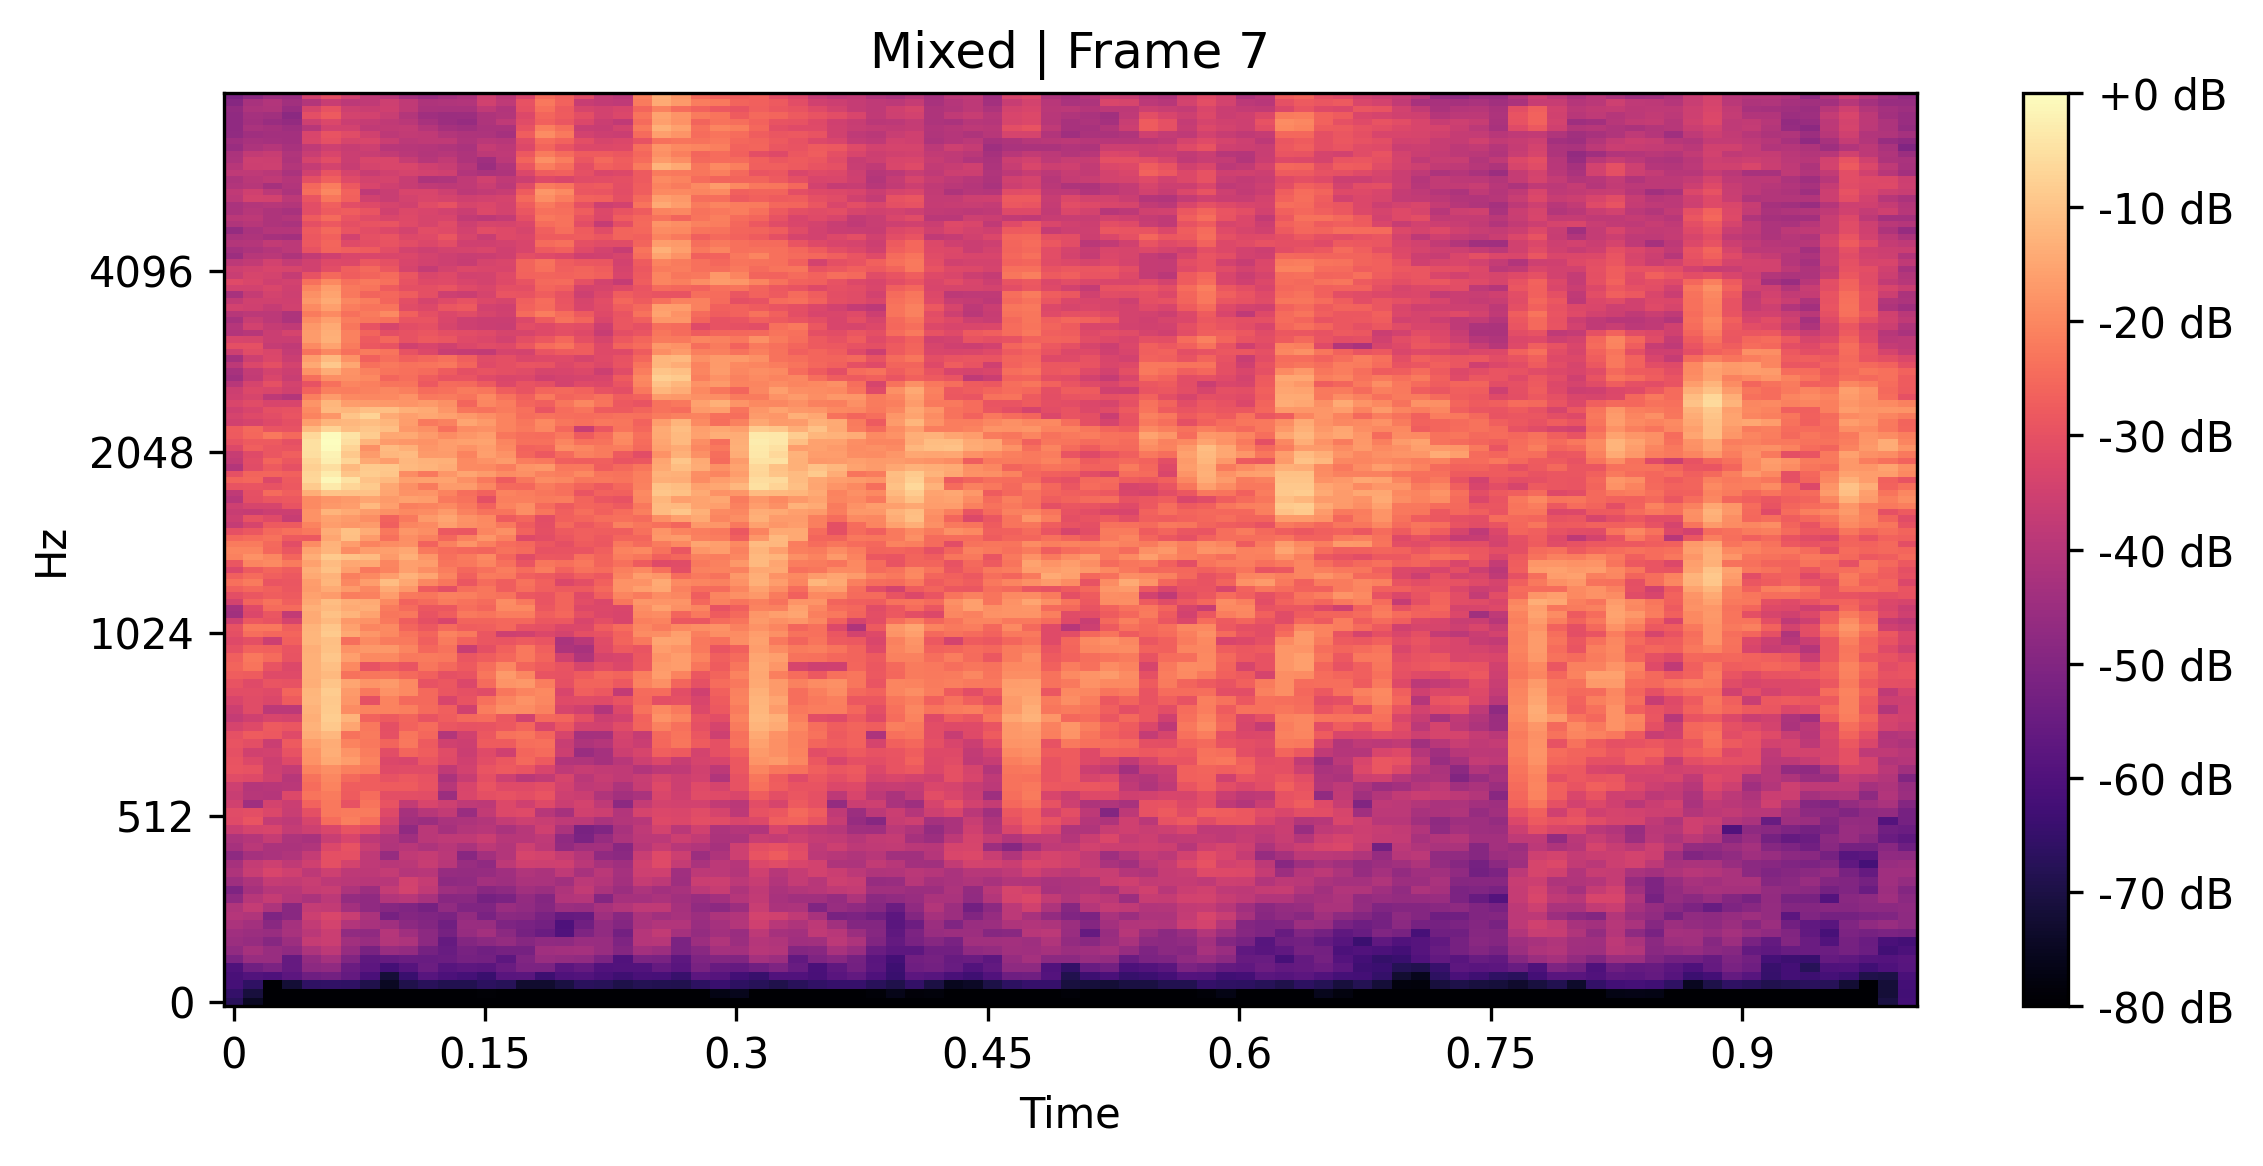 Mixed | Frame 7
+0 dB
-10 dB
-20 dB
-30 dB
-40 dB
-50 dB
-60 dB
-70 dB
-80 dB
Hz
4096
2048
1024
512
0
0 0.15 0.3 0.45 0.6 0.75 0.9
Time